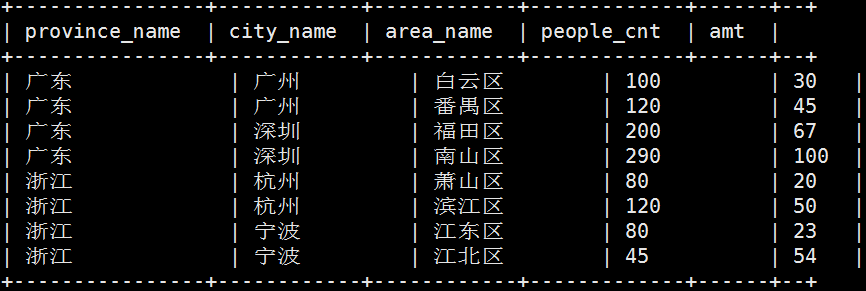 +----------------+------------+------------+-------------+------+--+
| province_name  | city_name  | area_name  | people_cnt  | amt  |
+----------------+------------+------------+-------------+------+--+
| 广东 | 广州 | 白云区 | 100 | 30 |
| 广东 | 广州 | 番禺区 | 120 | 45 |
| 广东 | 深圳 | 福田区 | 200 | 67 |
| 广东 | 深圳 | 南山区 | 290 | 100 |
| 浙江 | 杭州 | 萧山区 | 80 | 20 |
| 浙江 | 杭州 | 滨江区 | 120 | 50 |
| 浙江 | 宁波 | 江东区 | 80 | 23 |
| 浙江 | 宁波 | 江北区 | 45 | 54 |
+----------------+------------+------------+-------------+------+--+